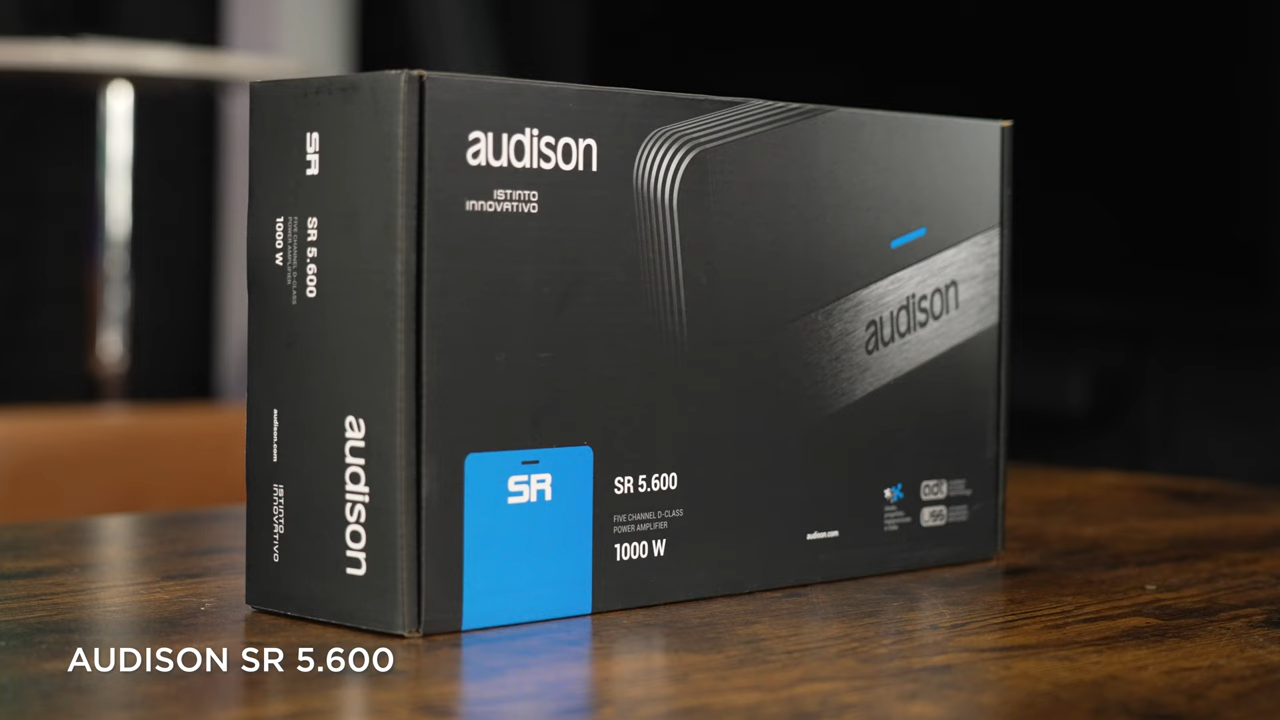 SR
SR 5.600
FIVE CHANNEL D-CLASS
POWER AMPLIFIER
1000 W
audison.com
ISTINTO
INNOVATIVO
audison
audison
ISTINTO
INNOVATIVO
audison
SR
SR 5.600
FIVE CHANNEL D-CLASS
POWER AMPLIFIER
1000 W
audison.com
AUDISON SR 5.600